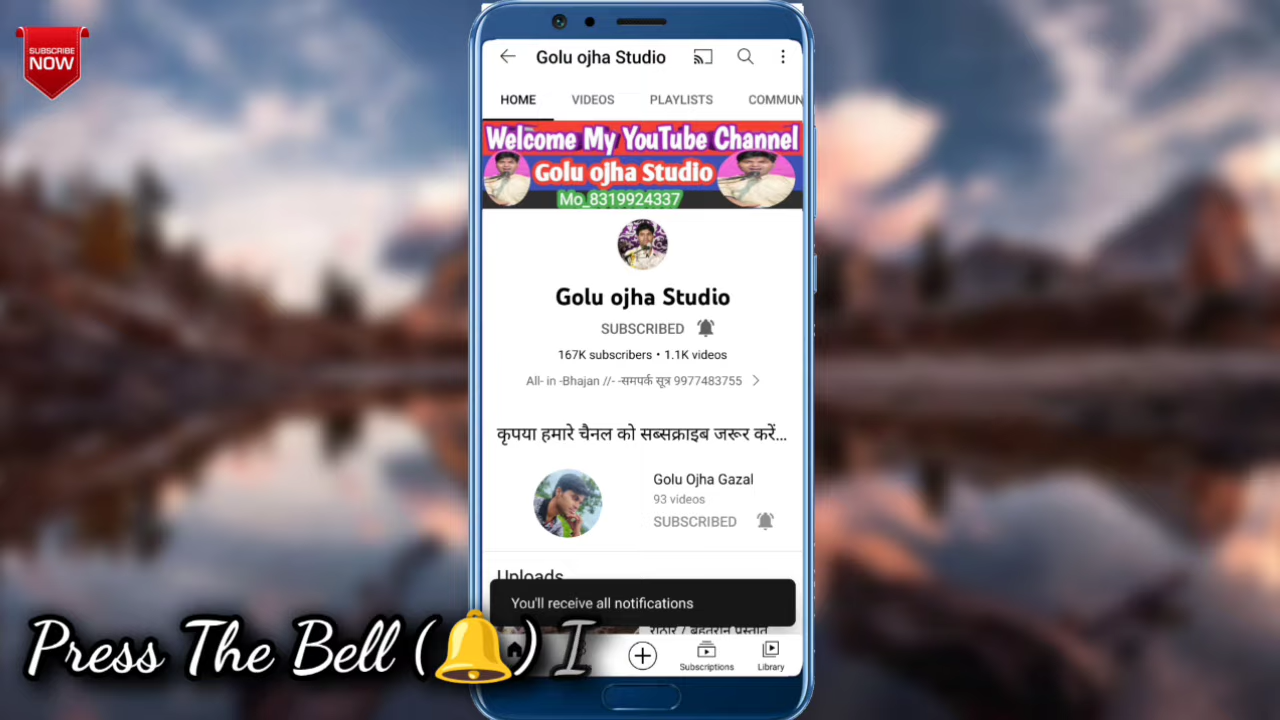 SUBSCRIBE
NOW
Golu ojha Studio
HOME VIDEOS PLAYLISTS COMMUN
Welcome My YouTube Channel
Golu ojha Studio
Mo_8319924337
Golu ojha Studio
SUBSCRIBED
167K subscribers • 1.1K videos
All- in -Bhajan //- -समपर्क सूत्र 9977483755
कृपया हमारे चैनल को सब्सक्राइब जरूर करें...
Golu Ojha Gazal
93 videos
SUBSCRIBED
Uploads
You'll receive all notifications
Subscriptions Library
Press The Bell (🔔) I